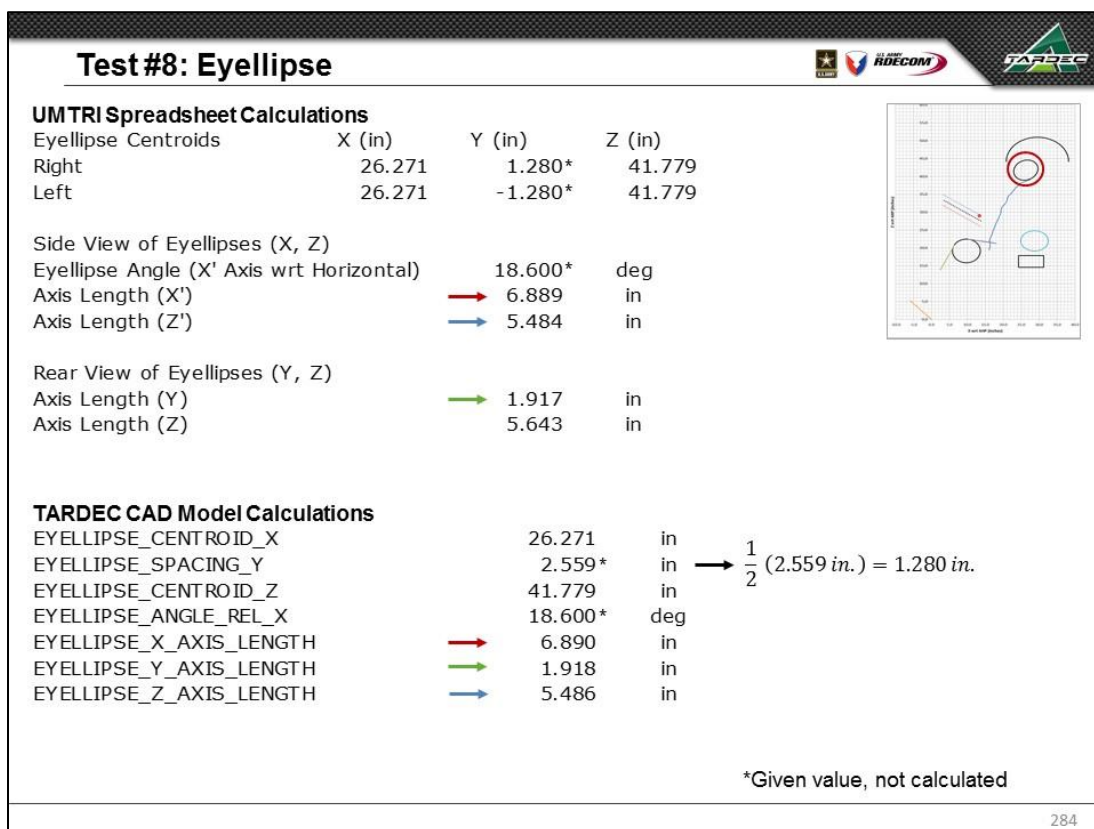 Test #8: Eyellipse
U.S. ARMY
RDECOM
TARDEC
UMTRI Spreadsheet Calculations
Eyellipse Centroids X (in) Y (in) Z (in)
Right 26.271 1.280* 41.779
Left 26.271 -1.280* 41.779
Side View of Eyellipses (X, Z)
Eyellipse Angle (X' Axis wrt Horizontal) 18.600* deg
Axis Length (X') 6.889 in
Axis Length (Z') 5.484 in
Rear View of Eyellipses (Y, Z)
Axis Length (Y) 1.917 in
Axis Length (Z) 5.643 in
TARDEC CAD Model Calculations
EYELLIPSE_CENTROID_X 26.271 in
EYELLIPSE_SPACING_Y 2.559* in 1/2 (2.559 in.) = 1.280 in.
EYELLIPSE_CENTROID_Z 41.779 in
EYELLIPSE_ANGLE_REL_X 18.600* deg
EYELLIPSE_X_AXIS_LENGTH 6.890 in
EYELLIPSE_Y_AXIS_LENGTH 1.918 in
EYELLIPSE_Z_AXIS_LENGTH 5.486 in
*Given value, not calculated
284